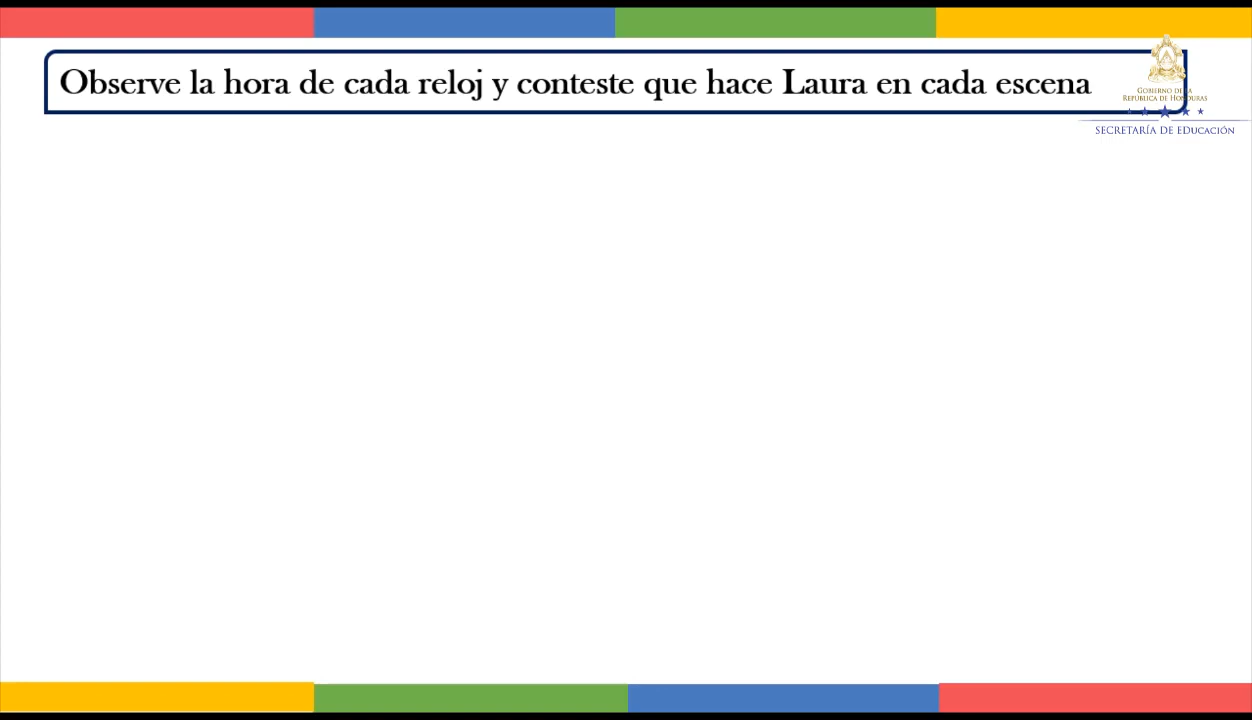 Observe la hora de cada reloj y conteste que hace Laura en cada escena
GOBIERNO DE LA
REPÚBLICA DE HONDURAS
SECRETARÍA DE EDUCACIÓN